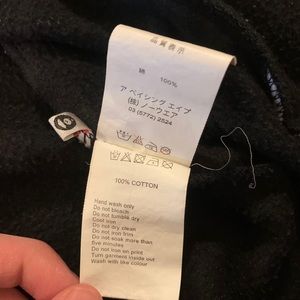 品質表示
綿 100%
ア ベイシング エイプ
(株) ノーウエア
03 (5772) 2524
100% COTTON
Hand wash only
Do not bleach
Do not tumble dry
Cool iron
Do not dry clean
Do not iron trim
Do not soak more than
five minutes
Do not iron on print
Turn garment inside out
Wash with like colour